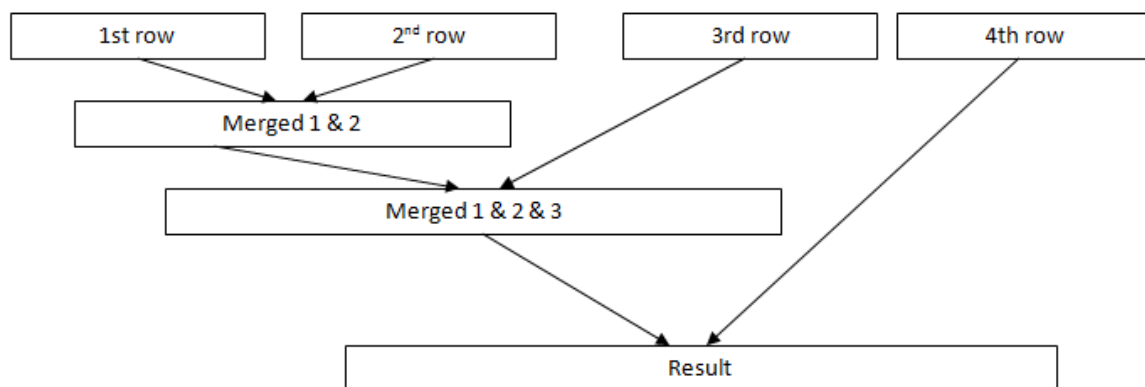 1st row
2nd row
3rd row
4th row
Merged 1 & 2
Merged 1 & 2 & 3
Result